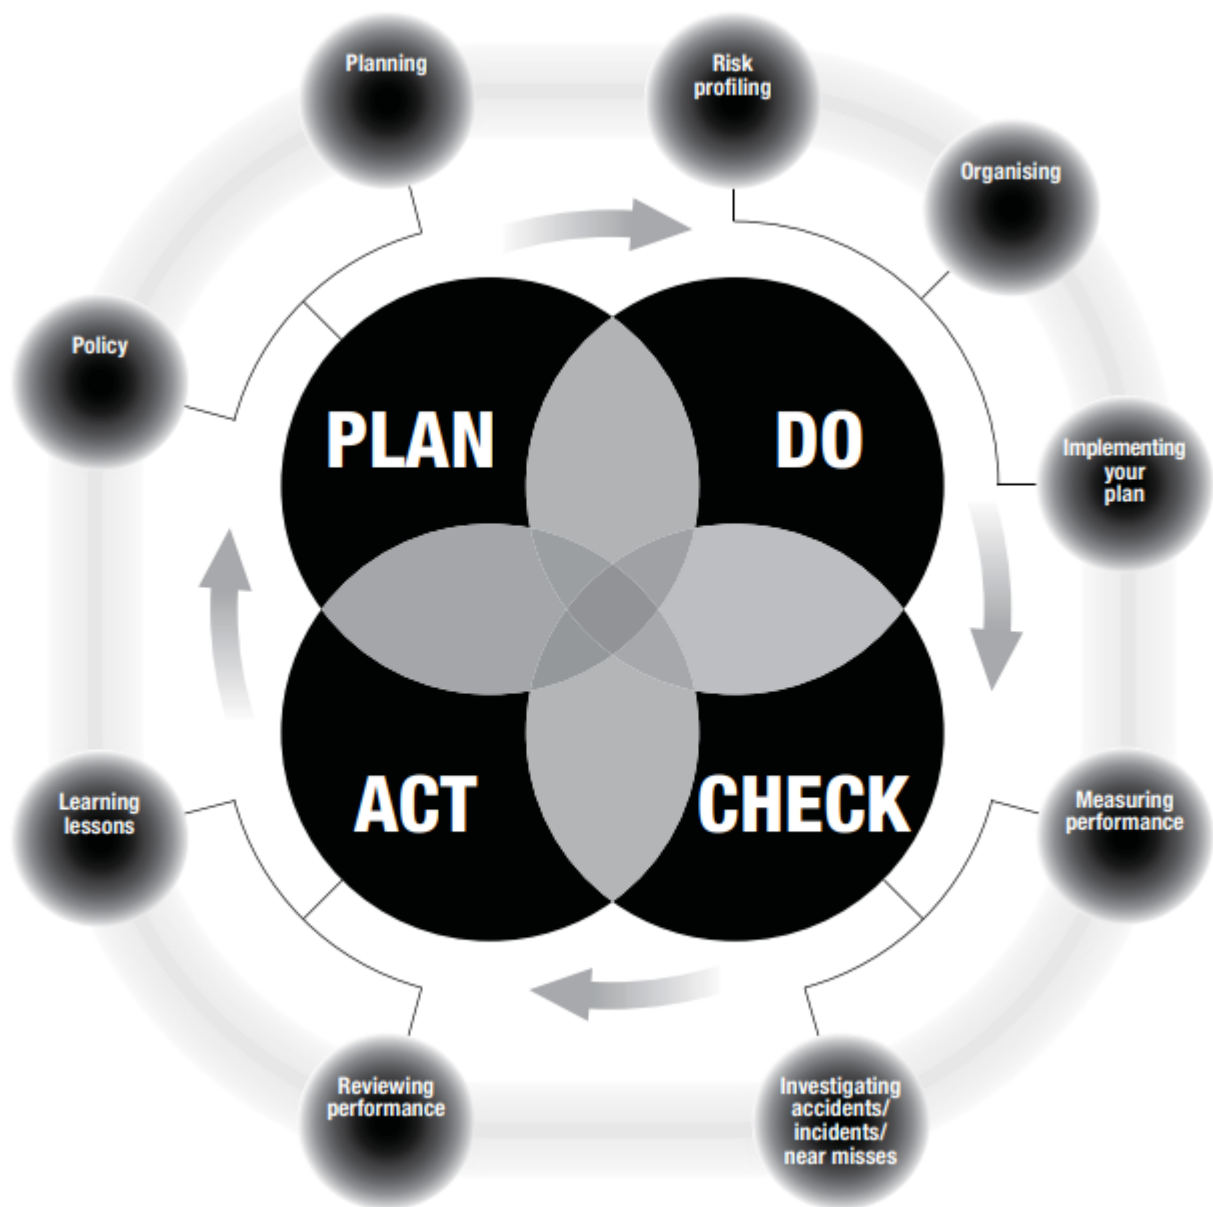 Planning
Risk
profiling
Organising
Policy
PLAN
DO
Implementing
your
plan
Learning
lessons
ACT
CHECK
Measuring
performance
Reviewing
performance
Investigating
accidents/
incidents/
near misses